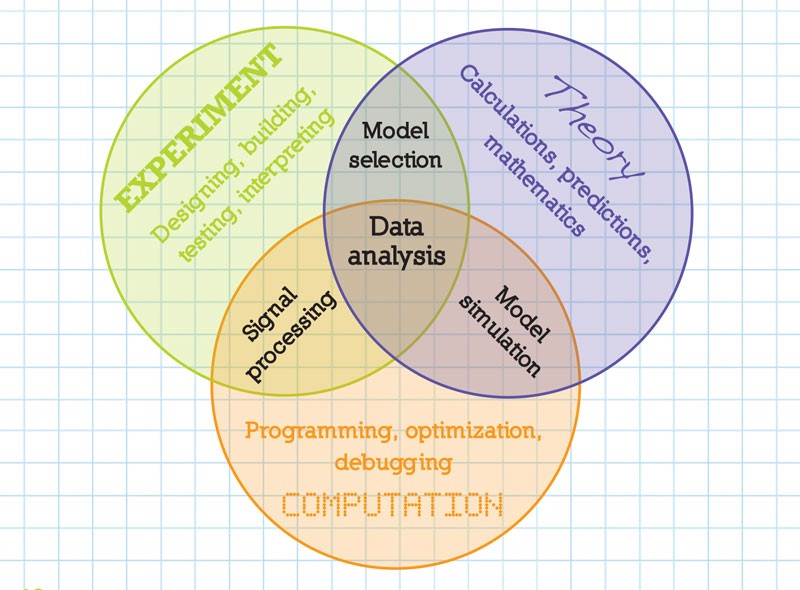 EXPERIMENT
Designing, building,
testing, interpreting
Theory
Calculations, predictions,
mathematics
Model
selection
Data
analysis
Signal
processing
Model
simulation
Programming, optimization,
debugging
COMPUTATION